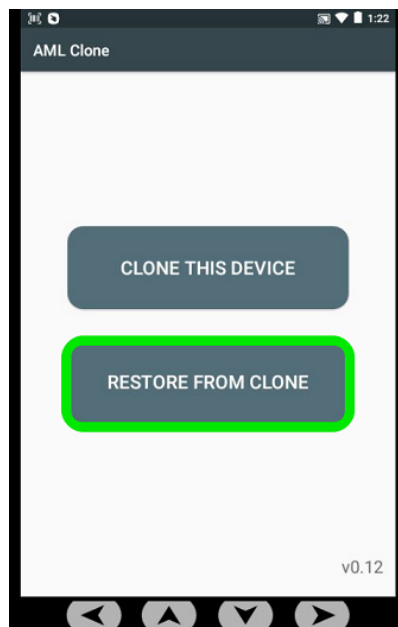 1:22
AML Clone
CLONE THIS DEVICE
RESTORE FROM CLONE
v0.12